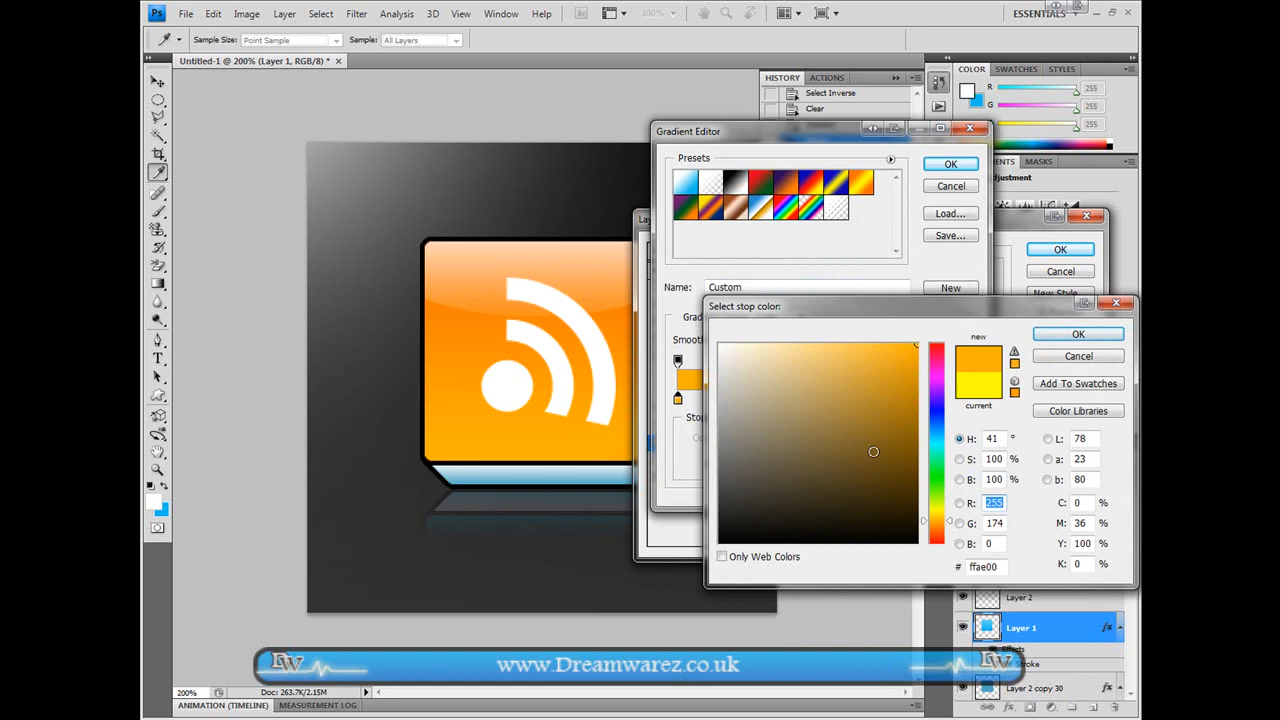 Ps File Edit Image Layer Select Filter Analysis 3D View Window Help Br 100% ESSENTIALS
Sample Size: Point Sample Sample: All Layers
Untitled-1 @ 200% (Layer 1, RGB/8) *
HISTORY ACTIONS
COLOR SWATCHES STYLES
Select Inverse
Clear
R 255
G 255
255
MASKS
Gradient Editor
Presets
OK
Cancel
Load...
Save...
Name: Custom
New
OK
Cancel
New Style...
Select stop color:
new
current
OK
Cancel
Add To Swatches
Color Libraries
H: 41 °
S: 100 %
B: 100 %
R: 255
G: 174
B: 0
# ffae00
L: 78
a: 23
b: 80
C: 0 %
M: 36 %
Y: 100 %
K: 0 %
Only Web Colors
Layer 2
Layer 1 fx
Effects
Stroke
Layer 2 copy 30 fx
DW www.Dreamwarez.co.uk DW
200% Doc: 263.7K/2.15M
ANIMATION (TIMELINE) MEASUREMENT LOG